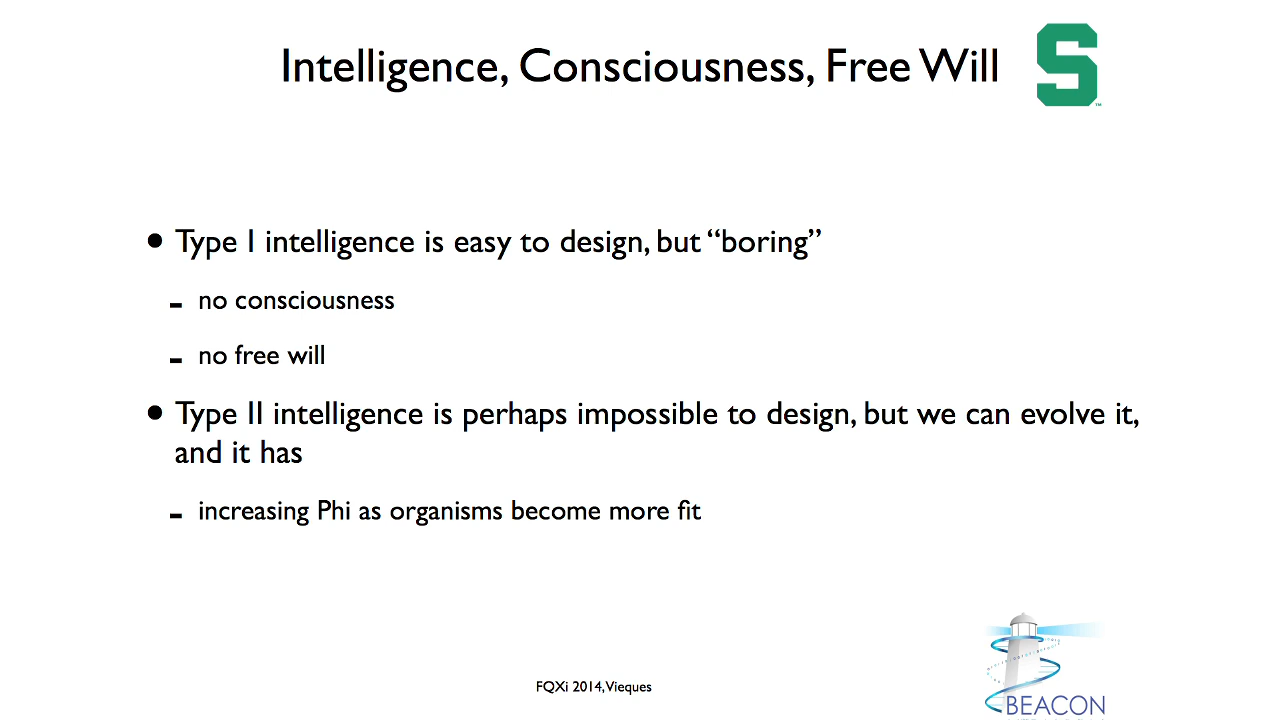 Intelligence, Consciousness, Free Will
S
™
• Type I intelligence is easy to design, but “boring”
- no consciousness
- no free will
• Type II intelligence is perhaps impossible to design, but we can evolve it,
and it has
- increasing Phi as organisms become more fit
FQXi 2014, Vieques
BEACON